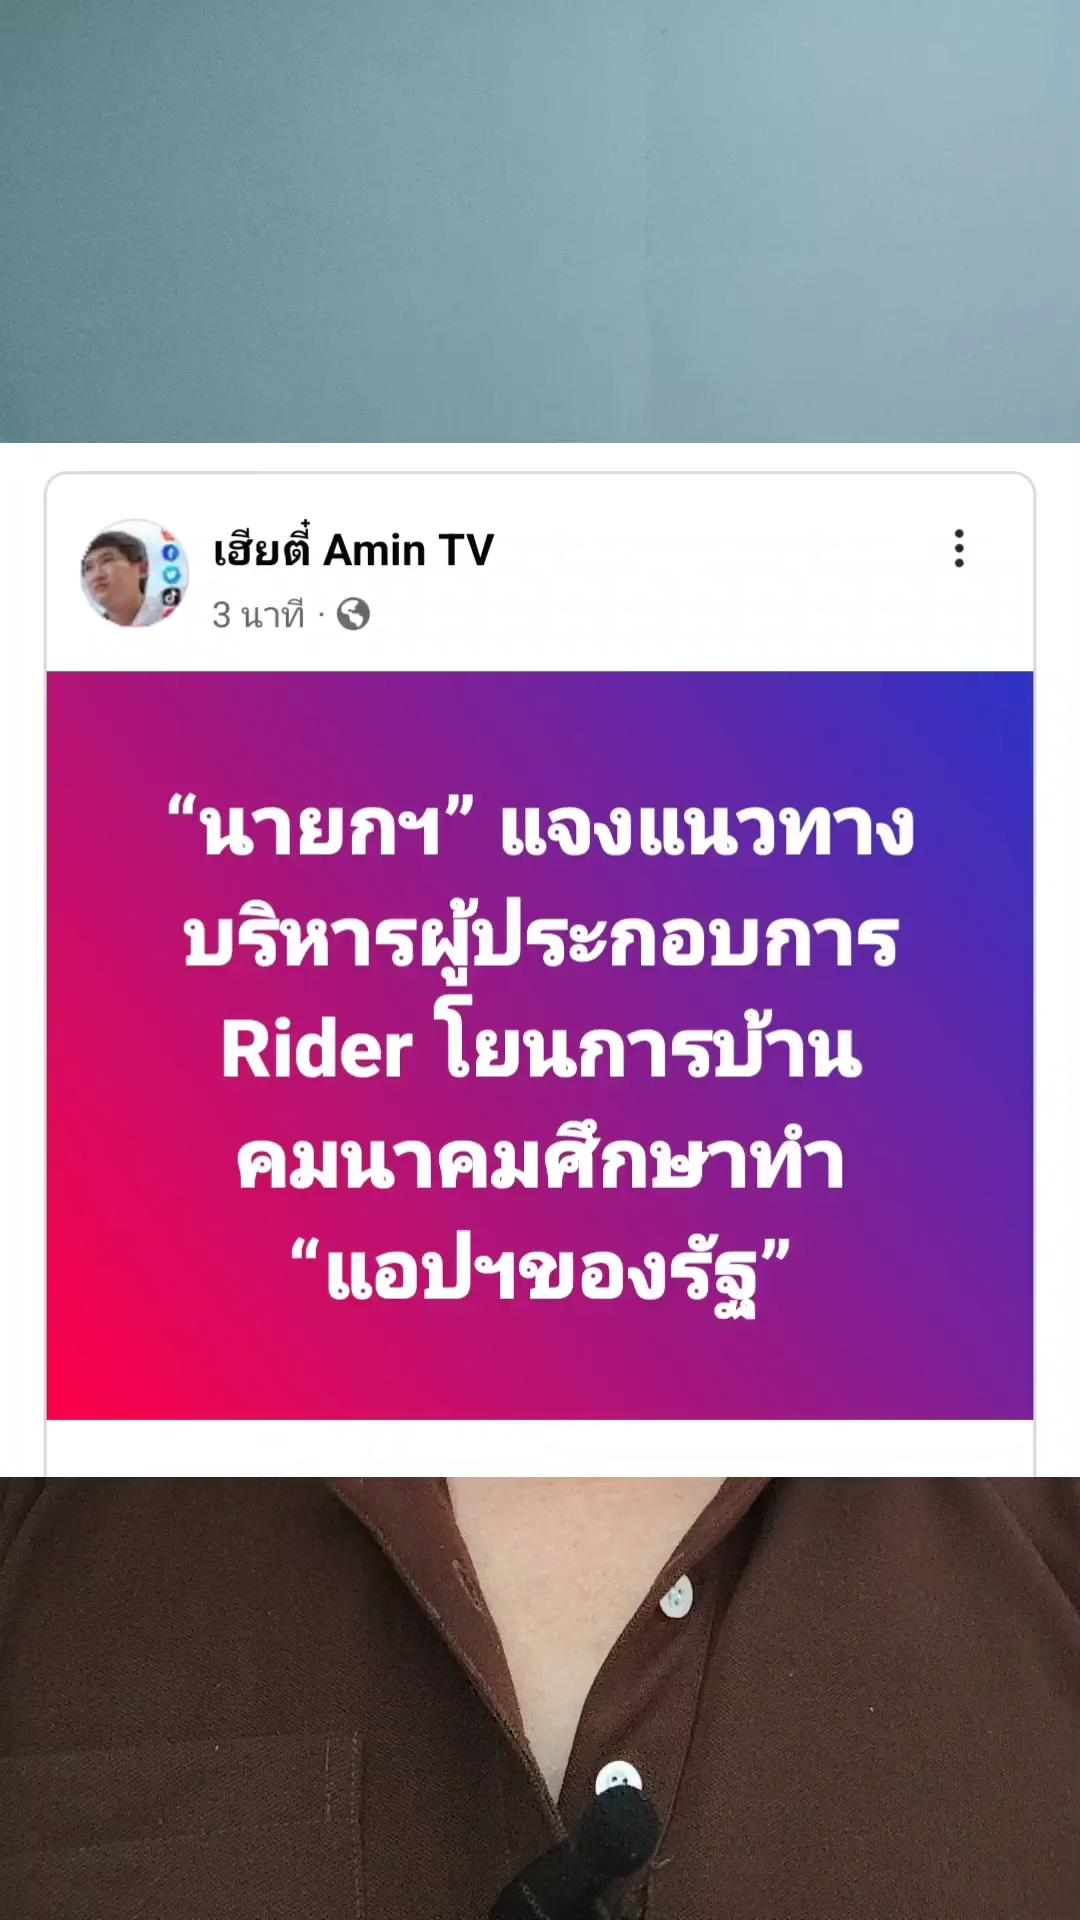 เฮียตี๋ Amin TV
3 นาที ·
“นายกฯ” แจงแนวทาง
บริหารผู้ประกอบการ
Rider โยนการบ้าน
คมนาคมศึกษาทำ
“แอปฯของรัฐ”